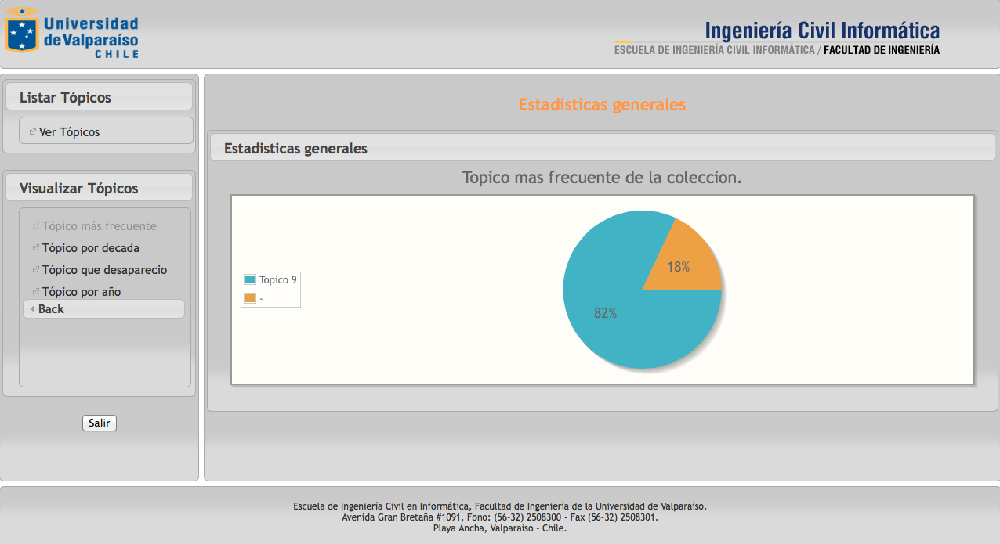 Universidad
de Valparaíso
CHILE
Ingeniería Civil Informática
ESCUELA DE INGENIERÍA CIVIL INFORMÁTICA / FACULTAD DE INGENIERÍA
Listar Tópicos
Ver Tópicos
Visualizar Tópicos
Tópico más frecuente
Tópico por decada
Tópico que desaparecio
Tópico por año
Back
Salir
Estadisticas generales
Estadisticas generales
Topico mas frecuente de la coleccion.
Topico 9
-
18%
82%
Escuela de Ingeniería Civil en Informática, Facultad de Ingeniería de la Universidad de Valparaíso.
Avenida Gran Bretaña #1091, Fono: (56-32) 2508300 - Fax (56-32) 2508301.
Playa Ancha, Valparaíso - Chile.